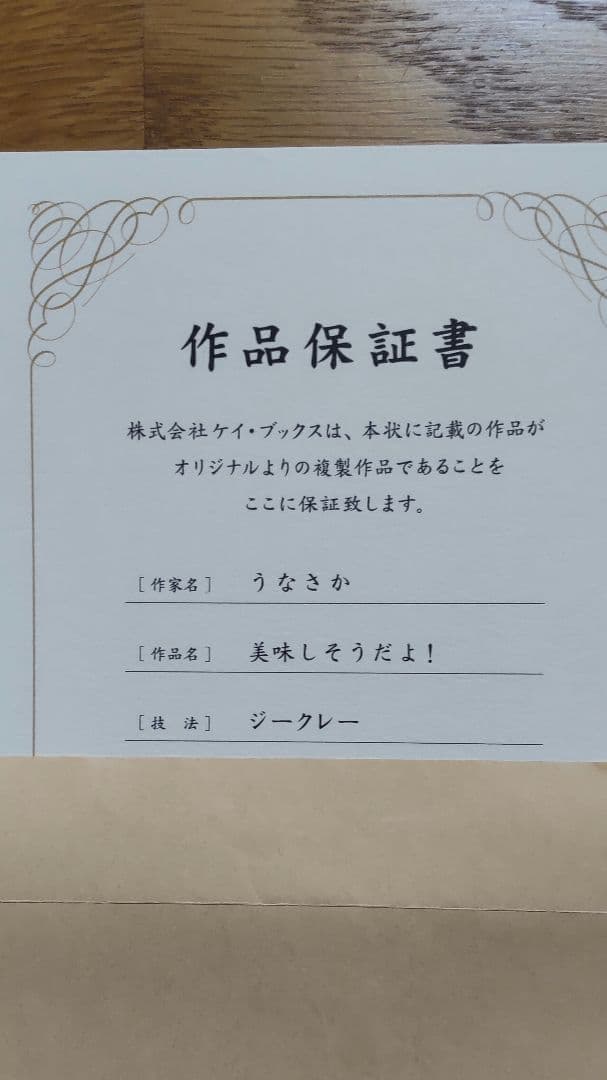 作品保証書
株式会社ケイ・ブックスは、本状に記載の作品が
オリジナルよりの複製作品であることを
ここに保証致します。
[作家名] うなさか
[作品名] 美味しそうだよ！
[技　法] ジークレー